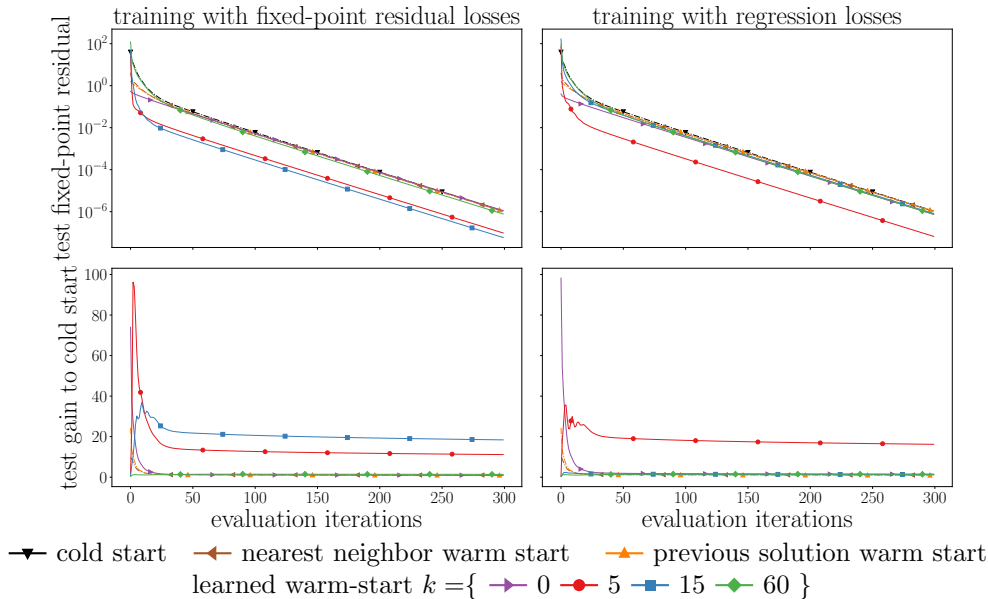 training with fixed-point residual losses
training with regression losses
test fixed-point residual
10^2
10^0
10^{-2}
10^{-4}
10^{-6}
test gain to cold start
100
80
60
40
20
0
0 50 100 150 200 250 300
0 50 100 150 200 250 300
evaluation iterations
evaluation iterations
cold start nearest neighbor warm start previous solution warm start
learned warm-start k ={ 0 5 15 60 }